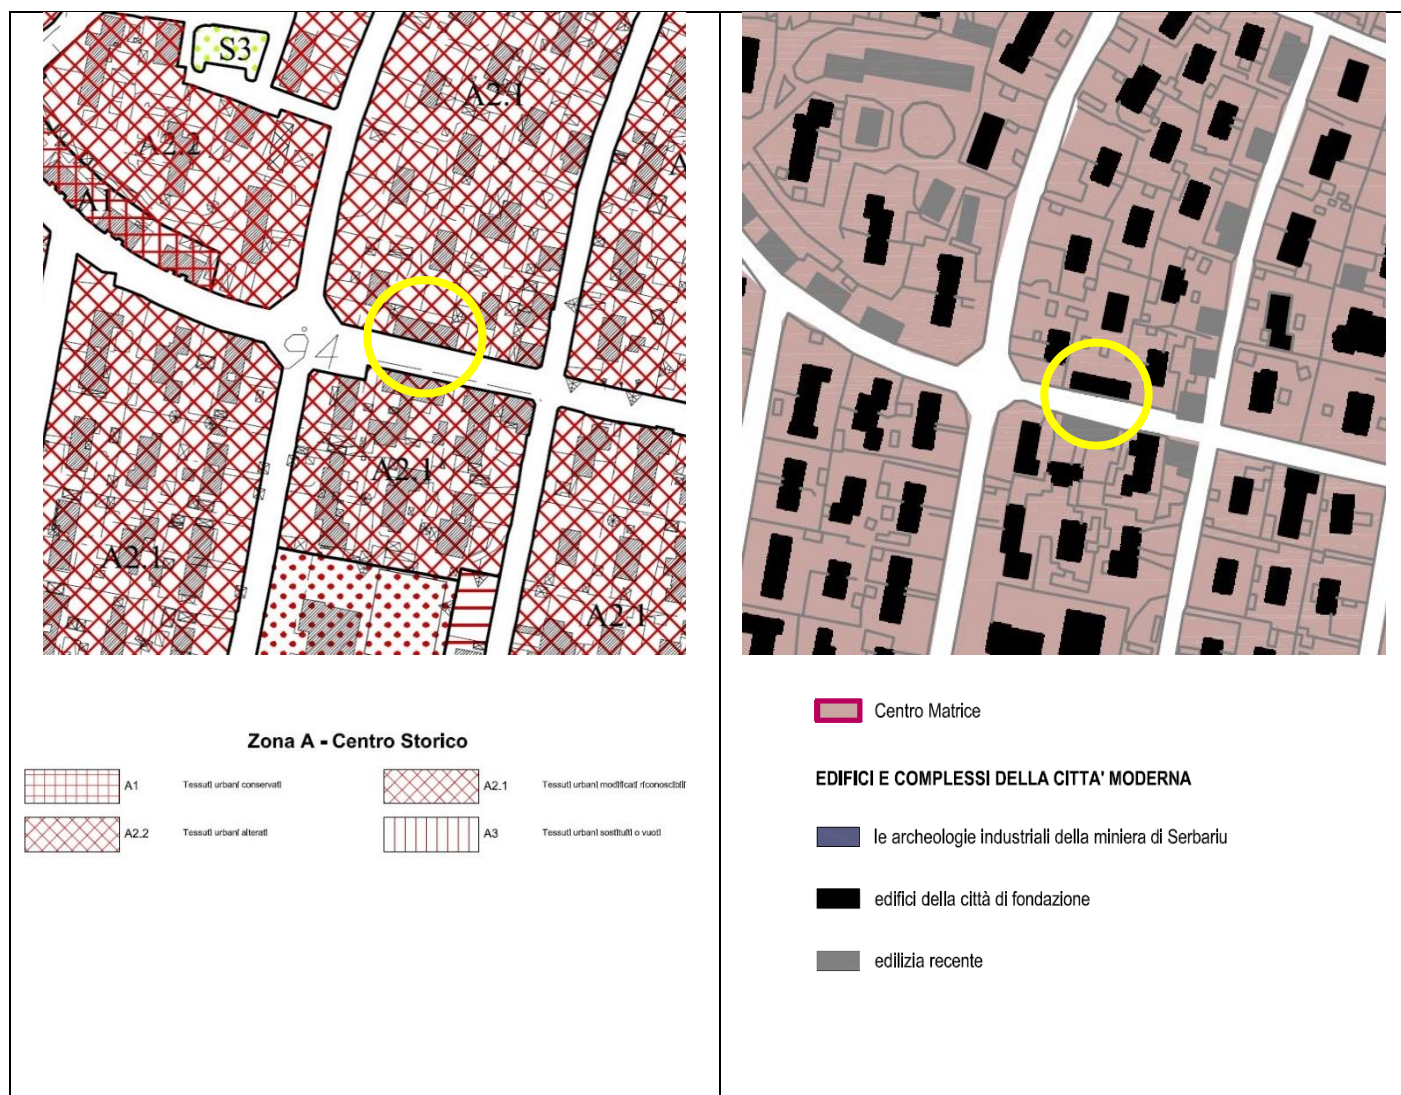 S3
A2.1
A2.2
A
A1
94
A2.1
A2.1
A2.1
Zona A - Centro Storico
A1 Tessuti urbani conservati
A2.1 Tessuti urbani modificati riconoscibili
A2.2 Tessuti urbani alterati
A3 Tessuti urbani sostituiti o vuoti
Centro Matrice
EDIFICI E COMPLESSI DELLA CITTA' MODERNA
le archeologie industriali della miniera di Serbariu
edifici della città di fondazione
edilizia recente